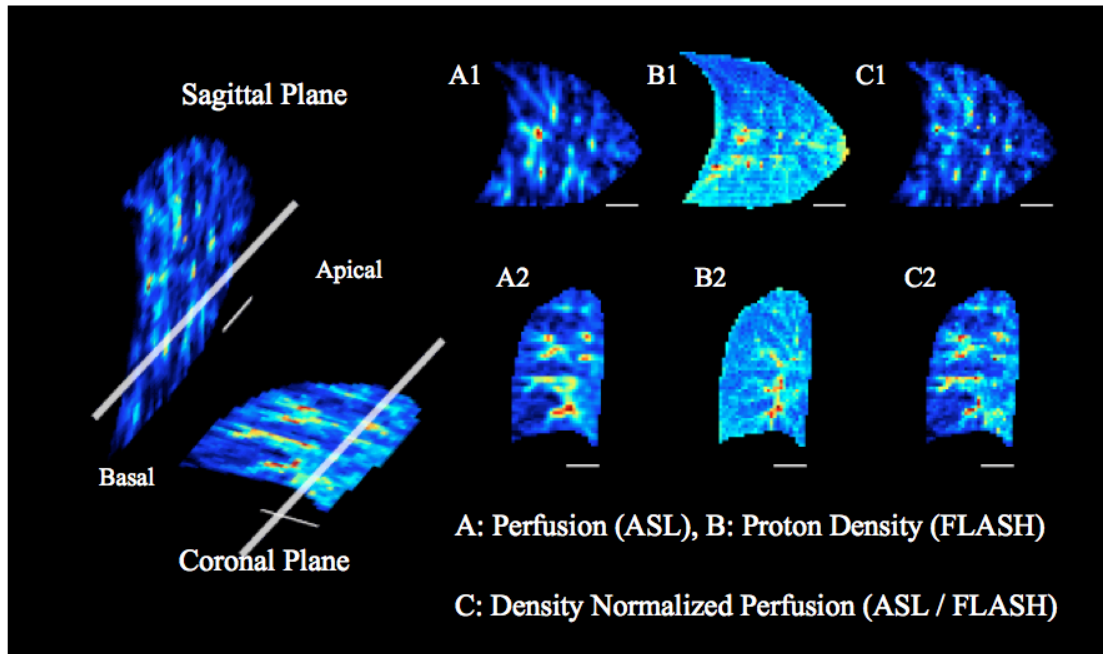 Sagittal Plane
A1
B1
C1
Apical
A2
B2
C2
Basal
Coronal Plane
A: Perfusion (ASL), B: Proton Density (FLASH)
C: Density Normalized Perfusion (ASL / FLASH)